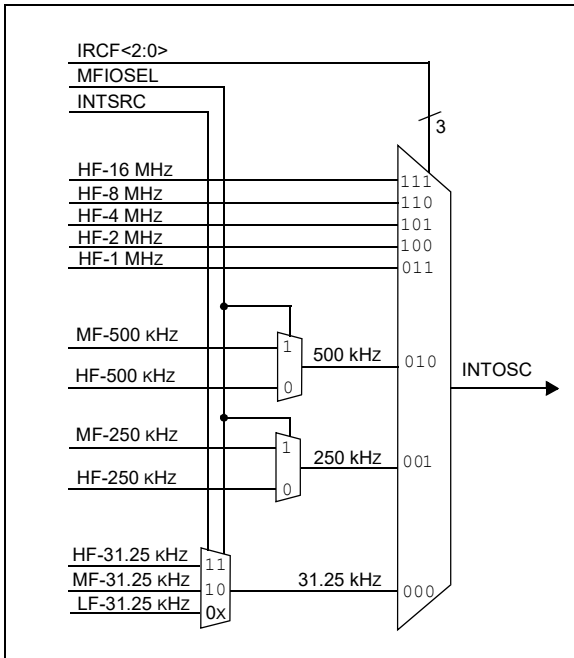 IRCF<2:0>
MFIOSEL
INTSRC
3
HF-16 MHz
111
HF-8 MHz
110
HF-4 MHz
101
HF-2 MHz
100
HF-1 MHz
011
MF-500 KHz
1
500 kHz
010
HF-500 KHz
0
INTOSC
MF-250 KHz
1
250 kHz
001
HF-250 KHz
0
HF-31.25 KHz
11
MF-31.25 KHz
10
31.25 kHz
000
LF-31.25 KHz
0x